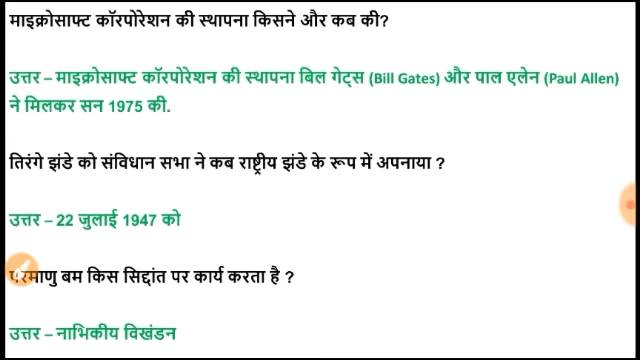 माइक्रोसाफ्ट कॉरपोरेशन की स्थापना किसने और कब की?
उत्तर – माइक्रोसाफ्ट कॉरपोरेशन की स्थापना बिल गेट्स (Bill Gates) और पाल एलेन (Paul Allen)
ने मिलकर सन 1975 की.
तिरंगे झंडे को संविधान सभा ने कब राष्ट्रीय झंडे के रूप में अपनाया ?
उत्तर – 22 जुलाई 1947 को
परमाणु बम किस सिद्दांत पर कार्य करता है ?
उत्तर – नाभिकीय विखंडन